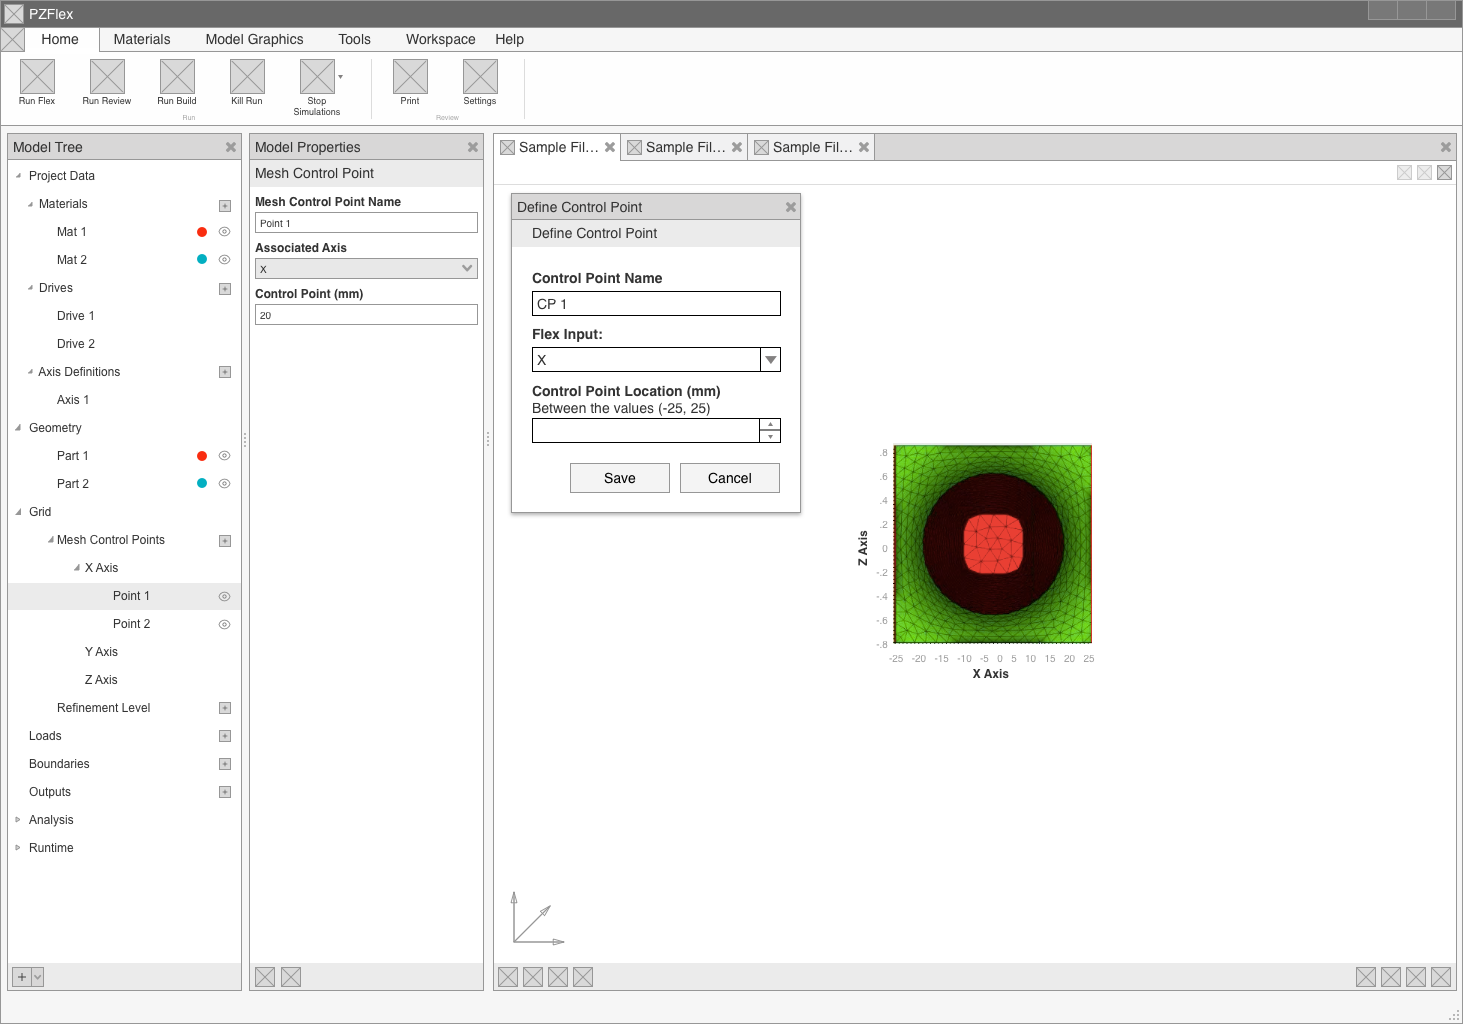 PZFlex
Home Materials Model Graphics Tools Workspace Help
Run Flex Run Review Run Build Kill Run Stop Simulations Print Settings
Run Review
Model Tree
Project Data
Materials
Mat 1
Mat 2
Drives
Drive 1
Drive 2
Axis Definitions
Axis 1
Geometry
Part 1
Part 2
Grid
Mesh Control Points
X Axis
Point 1
Point 2
Y Axis
Z Axis
Refinement Level
Loads
Boundaries
Outputs
Analysis
Runtime
Model Properties
Mesh Control Point
Mesh Control Point Name
Point 1
Associated Axis
X
Control Point (mm)
20
Sample Fil... Sample Fil... Sample Fil...
Define Control Point
Define Control Point
Control Point Name
CP 1
Flex Input:
X
Control Point Location (mm)
Between the values (-25, 25)
Save Cancel
Z Axis
.8
.6
.4
.2
0
-.2
-.4
-.6
-.8
-25 -20 -15 -10 -5 0 5 10 15 20 25
X Axis